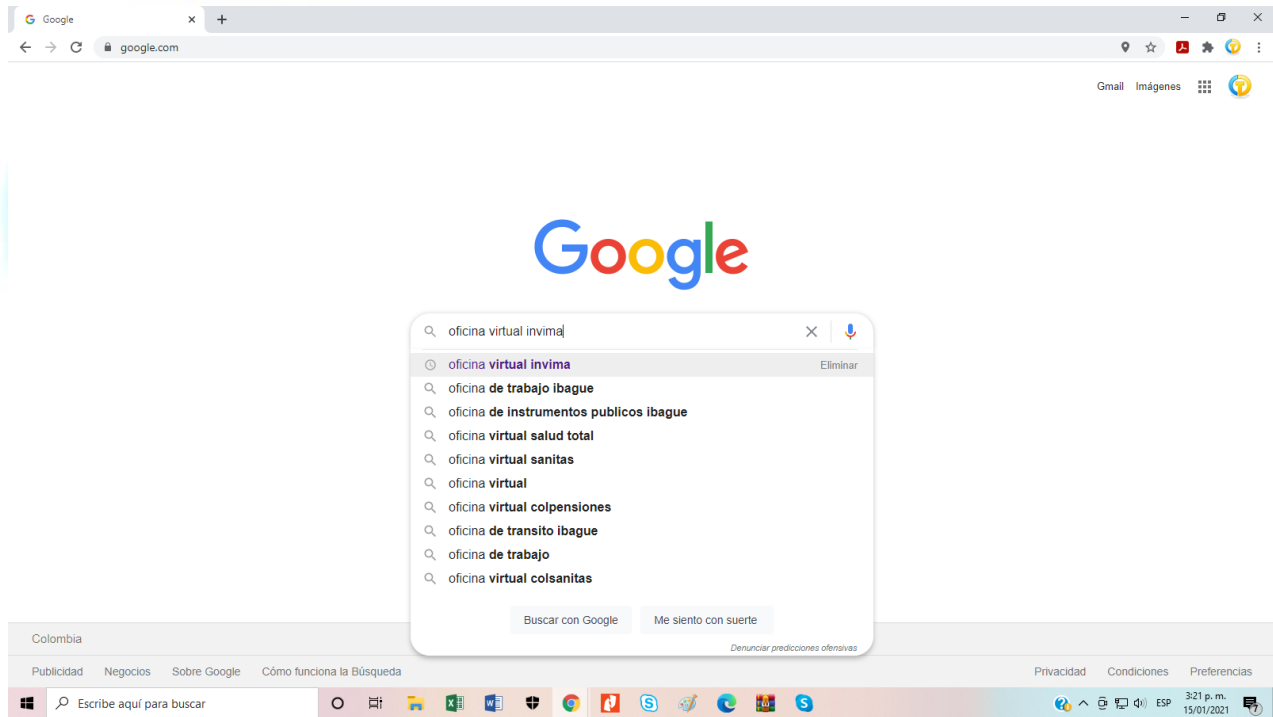 Google
google.com
Gmail Imágenes
Google
oficina virtual invima
oficina virtual invima Eliminar
oficina de trabajo ibague
oficina de instrumentos publicos ibague
oficina virtual salud total
oficina virtual sanitas
oficina virtual
oficina virtual colpensiones
oficina de transito ibague
oficina de trabajo
oficina virtual colsanitas
Buscar con Google Me siento con suerte
Denunciar predicciones ofensivas
Colombia
Publicidad Negocios Sobre Google Cómo funciona la Búsqueda Privacidad Condiciones Preferencias
Escribe aquí para buscar ESP 3:21 p. m.
15/01/2021 7